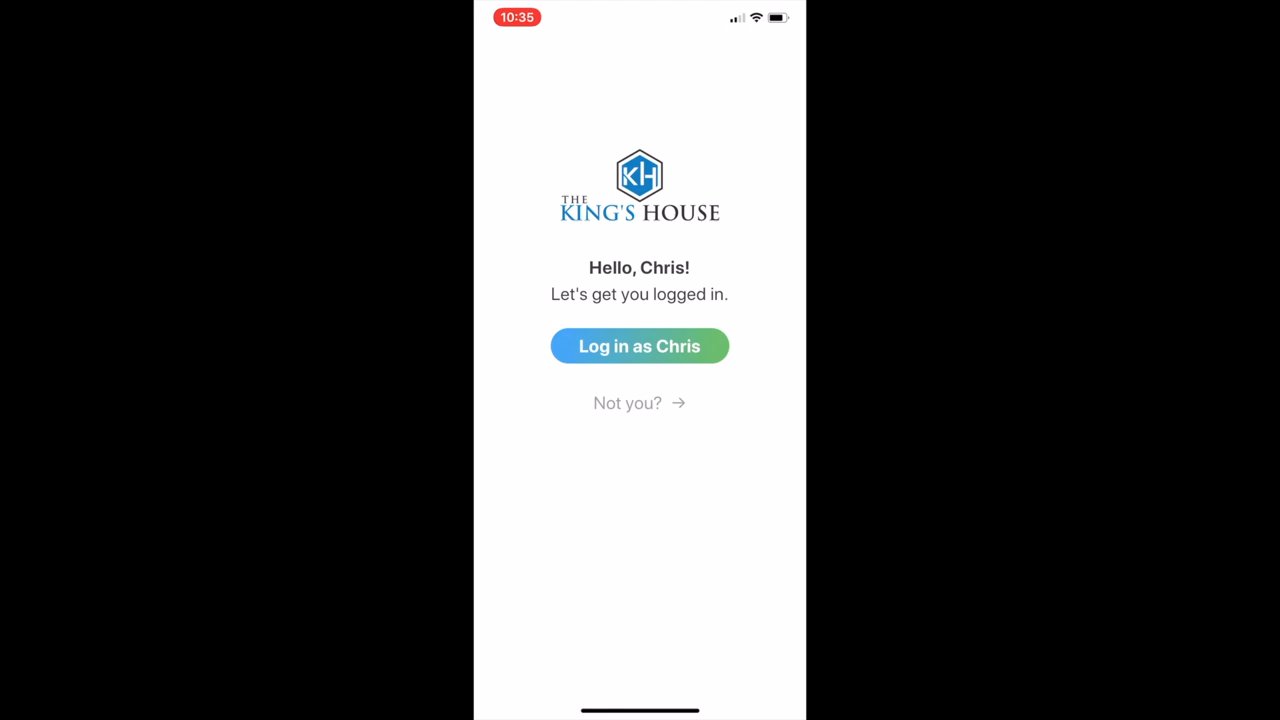 10:35
KH
THE
KING'S HOUSE
Hello, Chris!
Let's get you logged in.
Log in as Chris
Not you? →